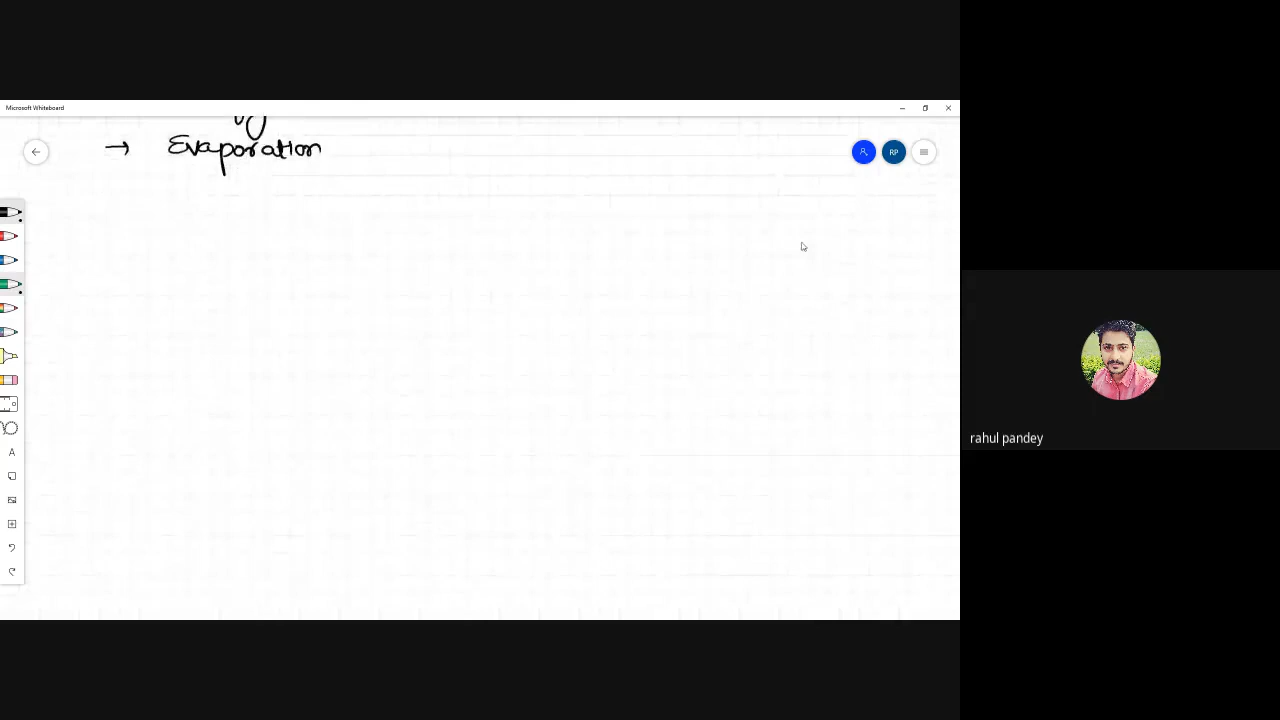 Microsoft Whiteboard
→ Evaporation
RP
A
rahul pandey